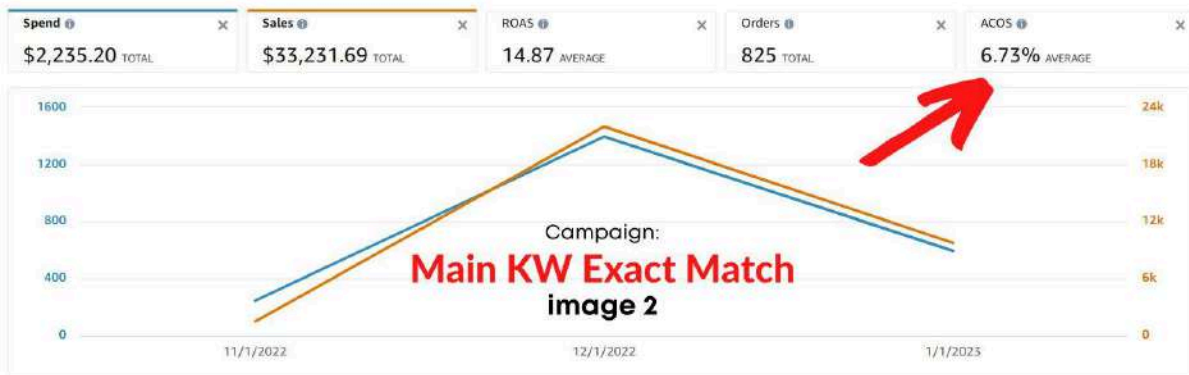 Spend
$2,235.20 TOTAL
Sales
$33,231.69 TOTAL
ROAS
14.87 AVERAGE
Orders
825 TOTAL
ACOS
6.73% AVERAGE
1600 24k
1200 18k
800 12k
Campaign:
Main KW Exact Match
400 6k
image 2
0 0
11/1/2022 12/1/2022 1/1/2023